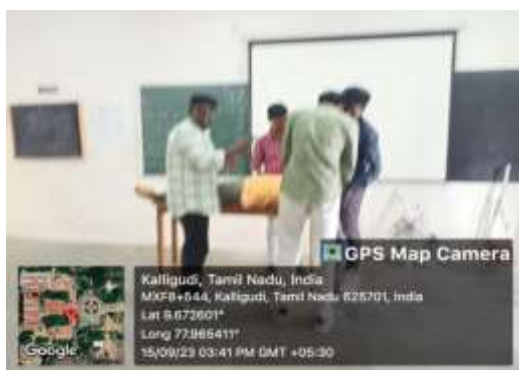 GPS Map Camera
Kalligudi, Tamil Nadu, India
MXF8+544, Kalligudi, Tamil Nadu 625701, India
Lat 9.672601°
Long 77.965411°
15/09/23 03:41 PM GMT +05:30
Google